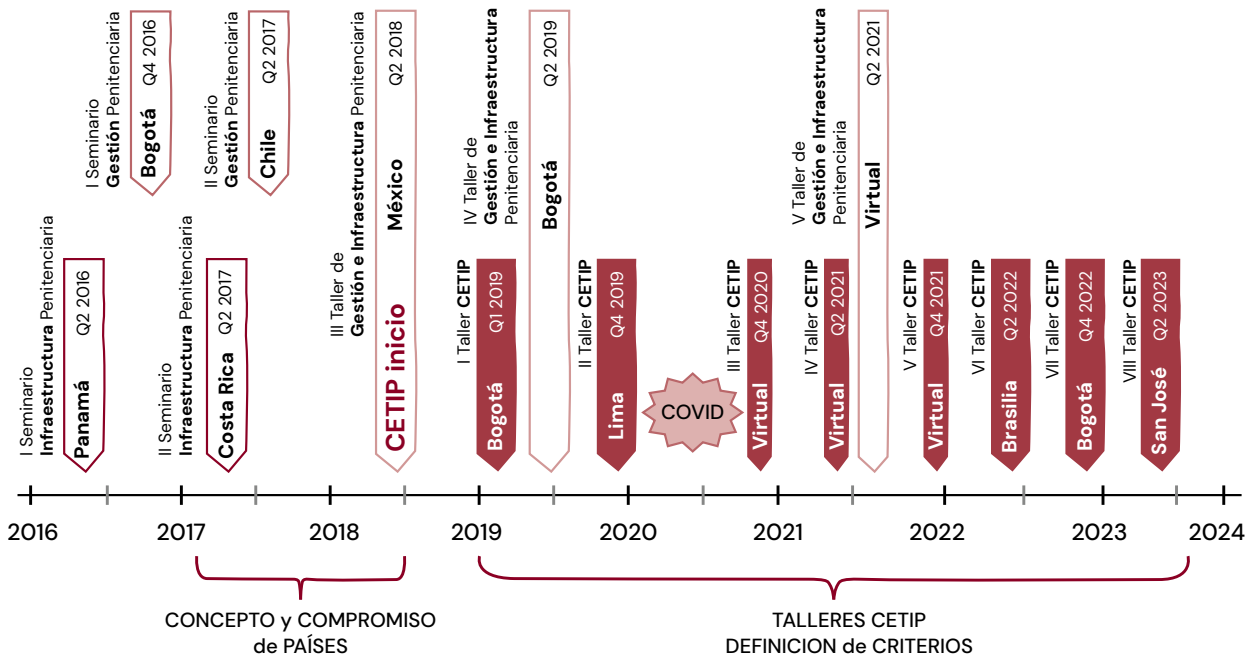 I Seminario
Gestión Penitenciaria
Bogotá Q4 2016
II Seminario
Gestión Penitenciaria
Chile Q2 2017
III Taller de
Gestión e Infraestructura Penitenciaria
CETIP inicio México Q2 2018
IV Taller de
Gestión e Infraestructura
Penitenciaria
Bogotá Q2 2019
V Taller de
Gestión e Infraestructura
Penitenciaria
Virtual Q2 2021
I Seminario
Infraestructura Penitenciaria
Panamá Q2 2016
II Seminario
Infraestructura Penitenciaria
Costa Rica Q2 2017
I Taller CETIP
Bogotá Q1 2019
II Taller CETIP
Lima Q4 2019
COVID
III Taller CETIP
Virtual Q4 2020
IV Taller CETIP
Virtual Q2 2021
V Taller CETIP
Virtual Q4 2021
VI Taller CETIP
Brasilia Q2 2022
VII Taller CETIP
Bogotá Q4 2022
VIII Taller CETIP
San José Q2 2023
2016 2017 2018 2019 2020 2021 2022 2023 2024
CONCEPTO y COMPROMISO
de PAÍSES
TALLERES CETIP
DEFINICION de CRITERIOS